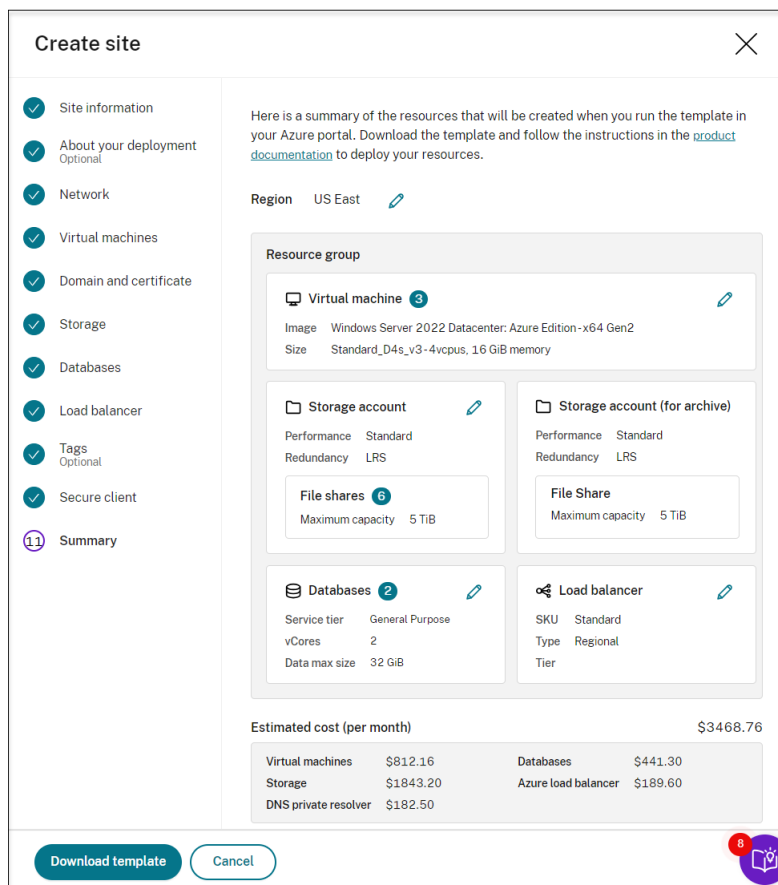 Create site
Site information
About your deployment
Optional
Network
Virtual machines
Domain and certificate
Storage
Databases
Load balancer
Tags
Optional
Secure client
11 Summary
Here is a summary of the resources that will be created when you run the template in
your Azure portal. Download the template and follow the instructions in the product
documentation to deploy your resources.
Region US East
Resource group
Virtual machine 3
Image Windows Server 2022 Datacenter: Azure Edition - x64 Gen2
Size Standard_D4s_v3 - 4vcpus, 16 GiB memory
Storage account
Performance Standard
Redundancy LRS
File shares 6
Maximum capacity 5 TiB
Storage account (for archive)
Performance Standard
Redundancy LRS
File Share
Maximum capacity 5 TiB
Databases 2
Service tier General Purpose
vCores 2
Data max size 32 GiB
Load balancer
SKU Standard
Type Regional
Tier
Estimated cost (per month) $3468.76
Virtual machines $812.16 Databases $441.30
Storage $1843.20 Azure load balancer $189.60
DNS private resolver $182.50
Download template Cancel 8